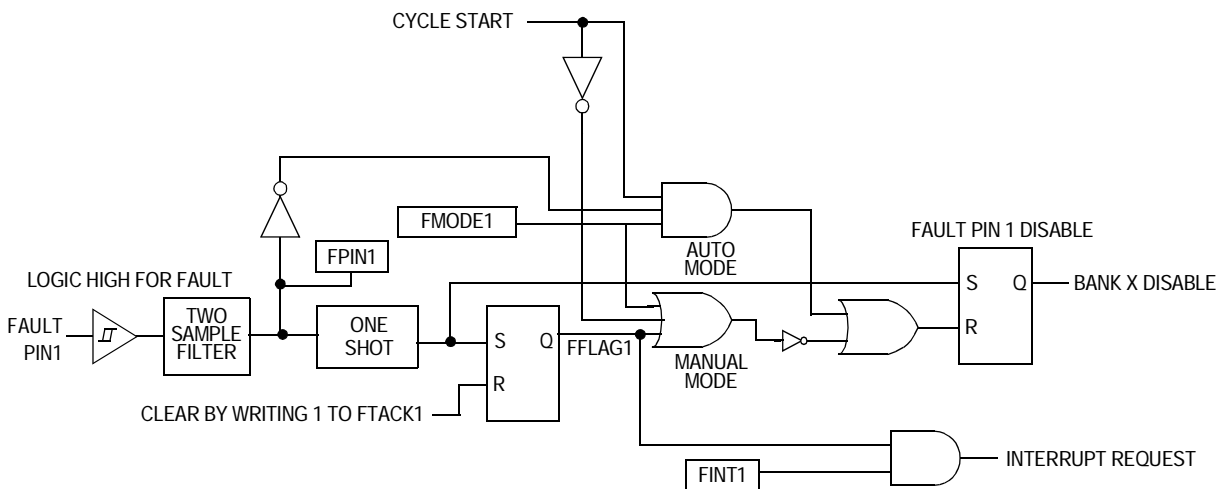 CYCLE START
FMODE1
AUTO
MODE
FAULT PIN 1 DISABLE
FPIN1
LOGIC HIGH FOR FAULT
S
Q
BANK X DISABLE
R
FAULT
PIN1
TWO
SAMPLE
FILTER
ONE
SHOT
S
Q
FFLAG1
R
MANUAL
MODE
CLEAR BY WRITING 1 TO FTACK1
FINT1
INTERRUPT REQUEST